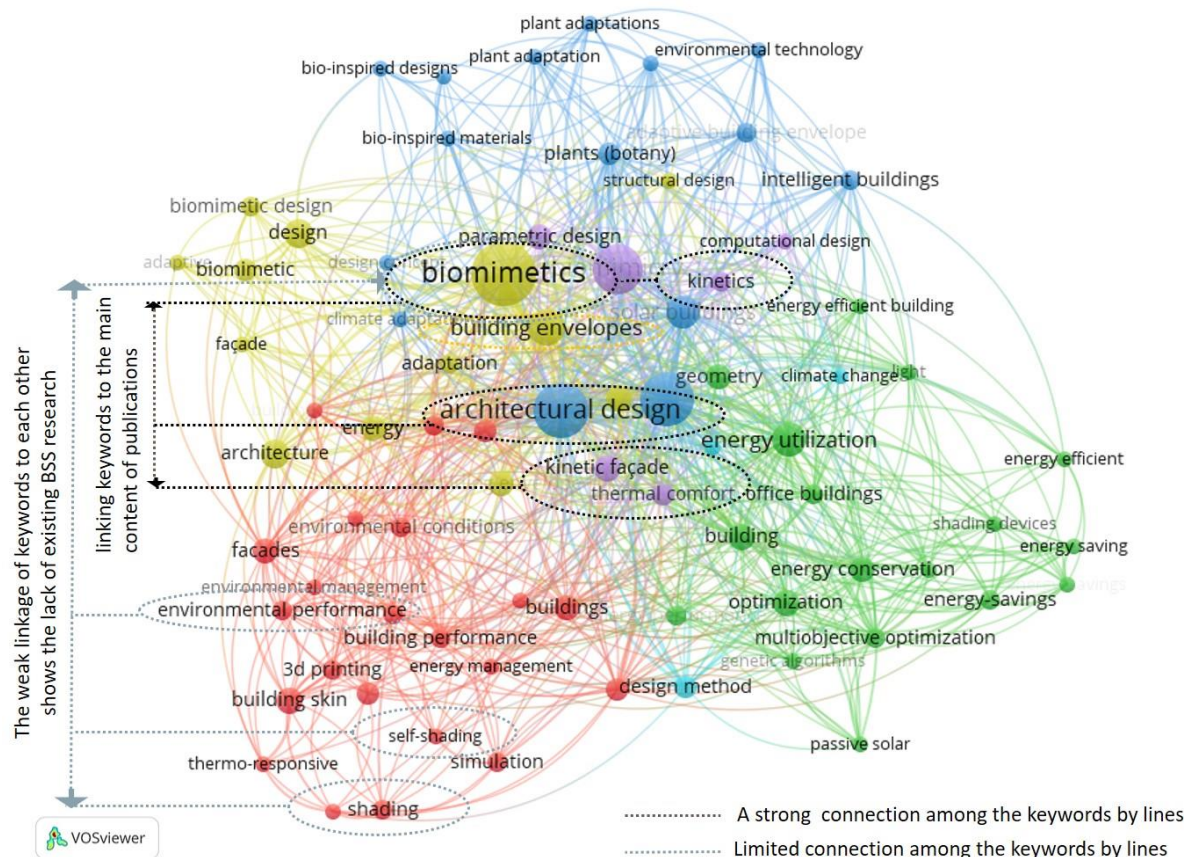 plant adaptations
plant adaptation
environmental technology
bio-inspired designs
bio-inspired materials
adaptive building envelope
plants (botany)
structural design
intelligent buildings
biomimetic design
design
parametric design
computational design
adaptive
biomimetic
design concept
biomimetics
kinetics
climate adaptation
solar buildings
energy efficient building
building envelopes
façade
adaptation
geometry
climate change
light
architectural design
energy
energy utilization
architecture
kinetic façade
energy efficient
thermal comfort
office buildings
environmental conditions
shading devices
facades
building
energy saving
energy conservation
environmental management
environmental performance
buildings
optimization
energy-savings
building performance
multiobjective optimization
3d printing
energy management
genetic algorithms
building skin
design method
self-shading
passive solar
thermo-responsive
simulation
shading
The weak linkage of keywords to each other
shows the lack of existing BSS research
linking keywords to the main
content of publications
VOSviewer
A strong connection among the keywords by lines
Limited connection among the keywords by lines